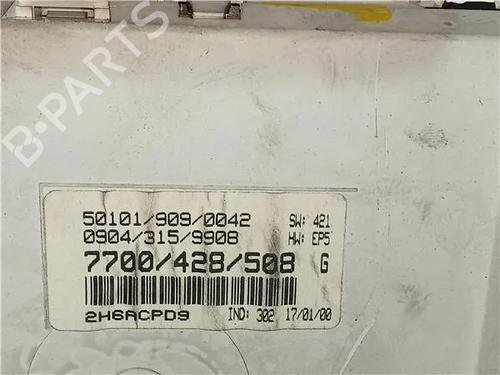 B-PARTS
50101/909/0042 SW: 421
0904/315/9908 HW: EP5
7700/428/508 G
2H6ACPD9 IND: 302 17/01/00